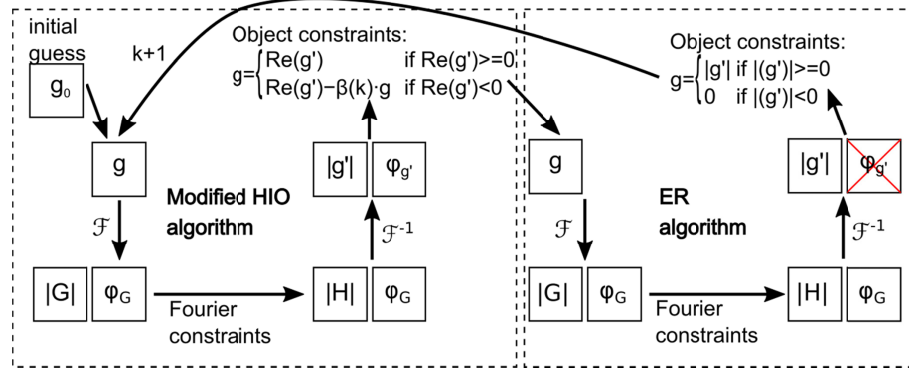 initial
guess
g₀
k+1
Object constraints:
g={Re(g') if Re(g')>=0
Re(g')−β(k)·g if Re(g')<0
g
ℱ
Modified HIO
algorithm
|g'| φg'
ℱ-1
|G| φG
Fourier
constraints
|H| φG
Object constraints:
g={|g'| if |(g')|>=0
0 if |(g')|<0
g
ℱ
ER
algorithm
|g'| φg'
ℱ-1
|G| φG
Fourier
constraints
|H| φG